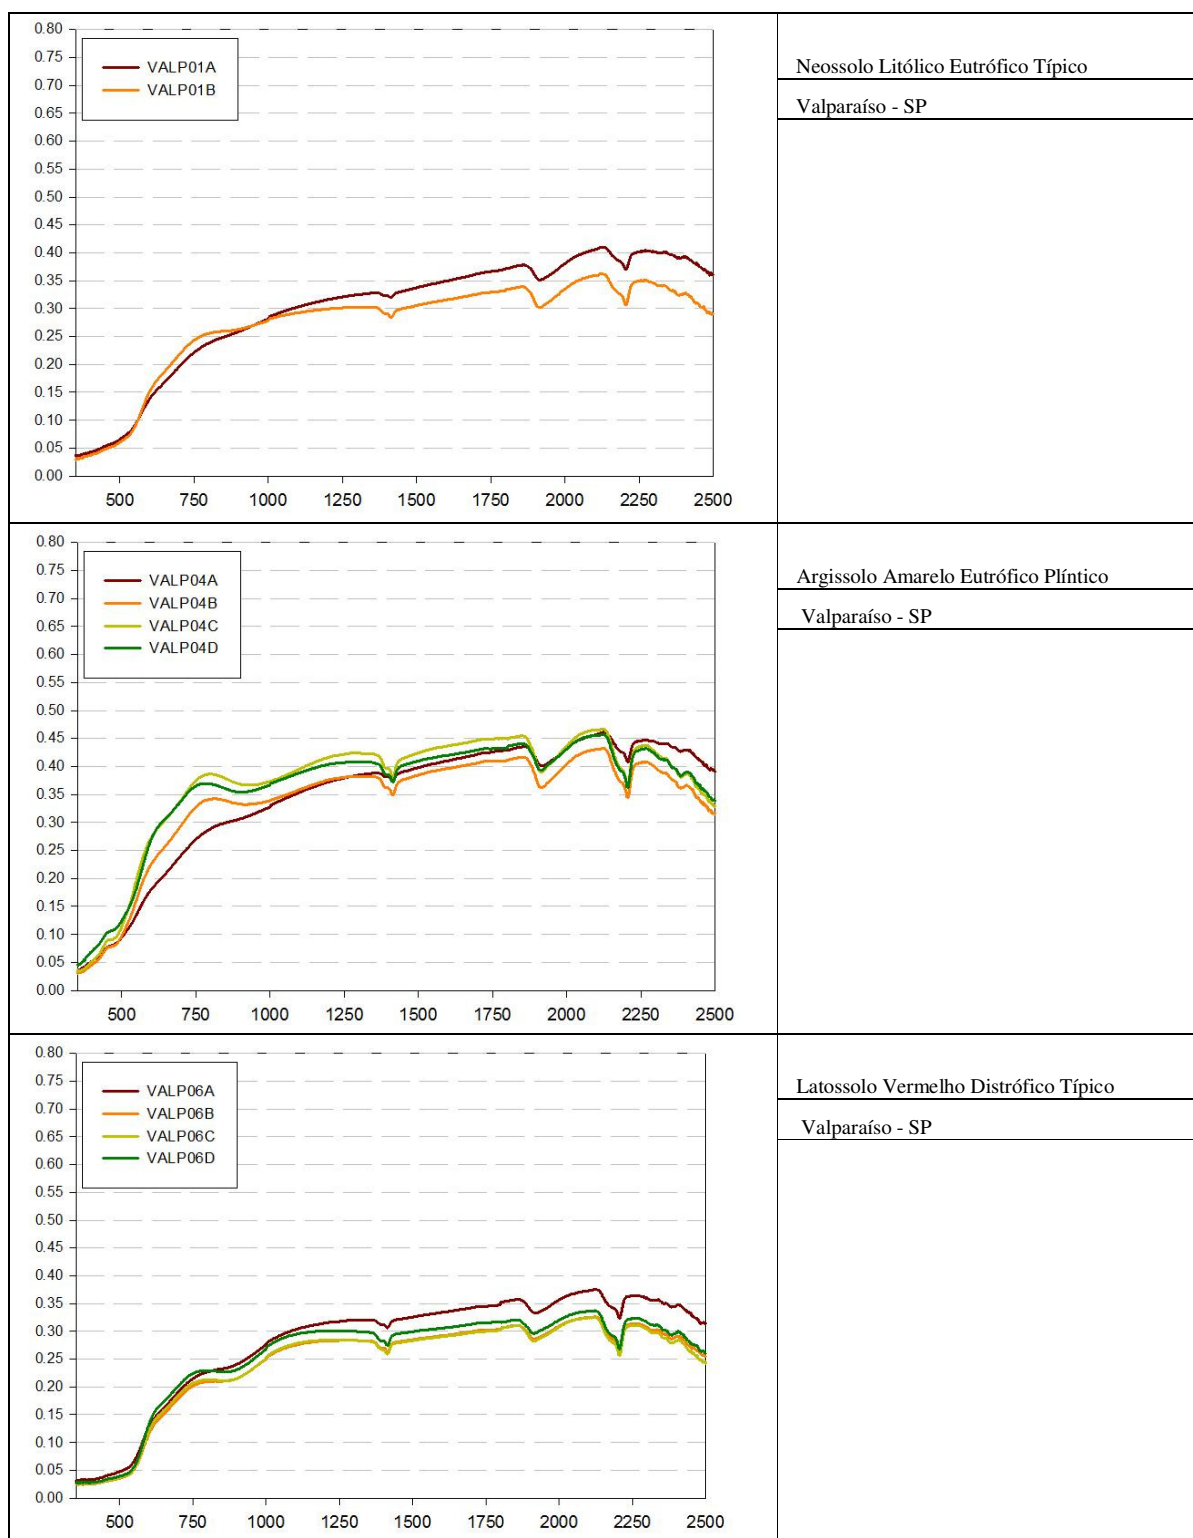 0.80
0.75
0.70
0.65
0.60
0.55
0.50
0.45
0.40
0.35
0.30
0.25
0.20
0.15
0.10
0.05
0.00
VALP01A
VALP01B
500 750 1000 1250 1500 1750 2000 2250 2500
Neossolo Litólico Eutrófico Típico
Valparaíso - SP
0.80
0.75
0.70
0.65
0.60
0.55
0.50
0.45
0.40
0.35
0.30
0.25
0.20
0.15
0.10
0.05
0.00
VALP04A
VALP04B
VALP04C
VALP04D
500 750 1000 1250 1500 1750 2000 2250 2500
Argissolo Amarelo Eutrófico Plíntico
Valparaíso - SP
0.80
0.75
0.70
0.65
0.60
0.55
0.50
0.45
0.40
0.35
0.30
0.25
0.20
0.15
0.10
0.05
0.00
VALP06A
VALP06B
VALP06C
VALP06D
500 750 1000 1250 1500 1750 2000 2250 2500
Latossolo Vermelho Distrófico Típico
Valparaíso - SP